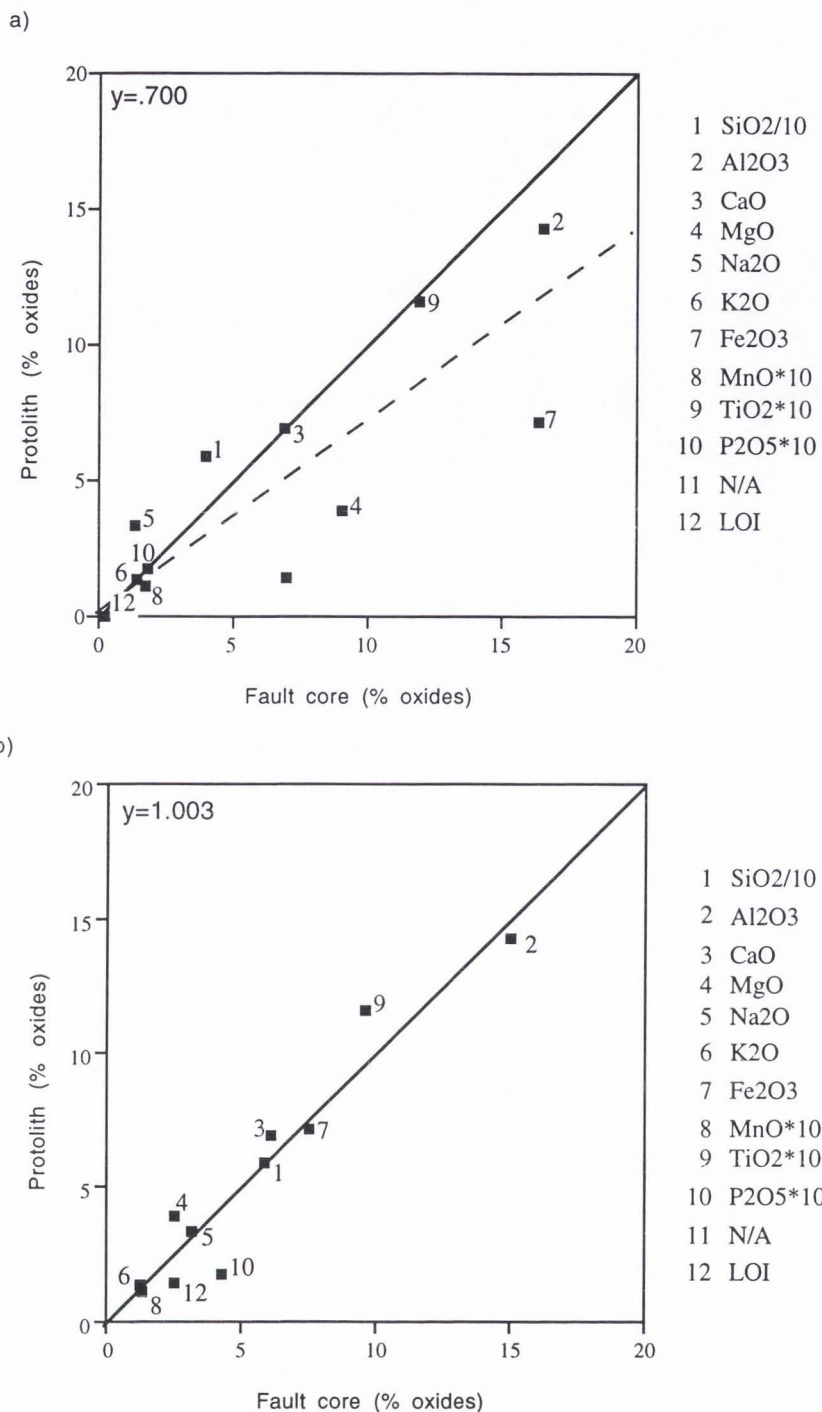 a)
y=.700
20
15
10
5
0
Protolith (% oxides)
2
9
7
3
1
4
5
10
6
8
12
0 5 10 15 20
Fault core (% oxides)
1 SiO2/10
2 Al2O3
3 CaO
4 MgO
5 Na2O
6 K2O
7 Fe2O3
8 MnO*10
9 TiO2*10
10 P2O5*10
11 N/A
12 LOI
)
y=1.003
20
15
10
5
0
Protolith (% oxides)
2
9
3
7
1
4
5
10
6
12
8
0 5 10 15 20
Fault core (% oxides)
1 SiO2/10
2 Al2O3
3 CaO
4 MgO
5 Na2O
6 K2O
7 Fe2O3
8 MnO*10
9 TiO2*10
10 P2O5*10
11 N/A
12 LOI